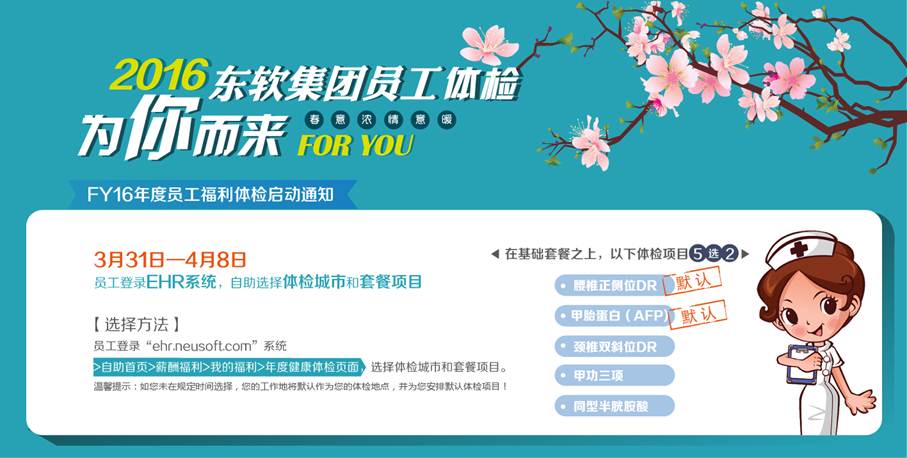 2016东软集团员工体检
为你而来
春意浓情意暖
FOR YOU
FY16年度员工福利体检启动通知
3月31日—4月8日
员工登录EHR系统，自助选择体检城市和套餐项目
【选择方法】
员工登录“ehr.neusoft.com”系统
>自助首页>薪酬福利>我的福利>年度健康体检页面，选择体检城市和套餐项目。
温馨提示：如您未在规定时间选择，您的工作地将默认作为您的体检地点，并为您安排默认体检项目！
◀ 在基础套餐之上，以下体检项目5选2 ▶
• 腰椎正侧位DR 默认
• 甲胎蛋白（AFP） 默认
• 颈椎双斜位DR
• 甲功三项
• 同型半胱胺酸